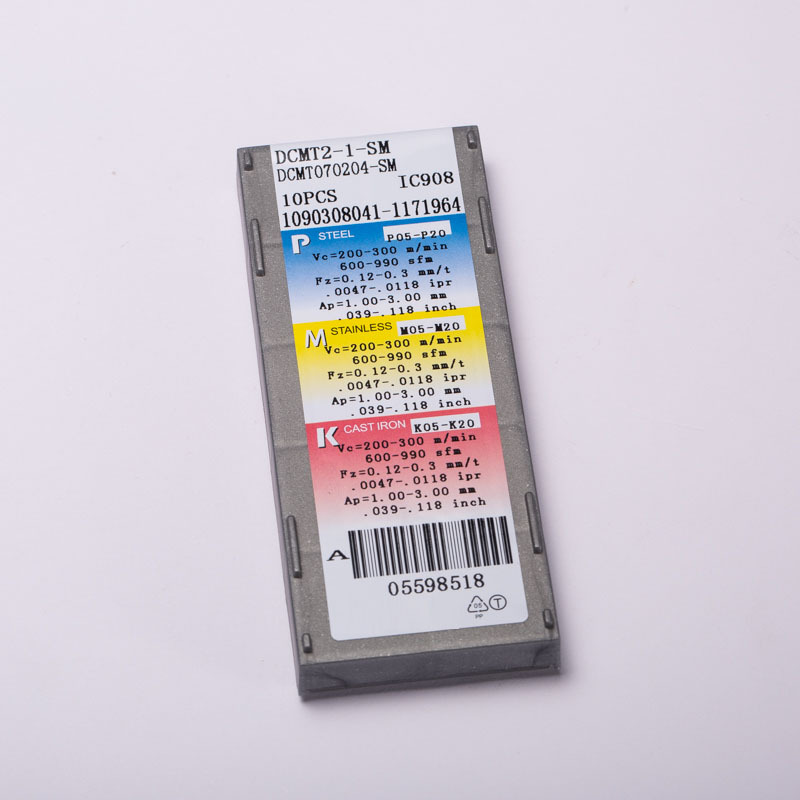 DCMT2-1-SM
DCMT070204-SM
10PCS IC908
1090308041-1171964
P STEEL P05-P20
Vc=200-300 m/min
600-990 sfm
Fz=0.12-0.3 mm/t
.0047-.0118 ipr
Ap=1.00-3.00 mm
.039-.118 inch
M STAINLESS M05-M20
Vc=200-300 m/min
600-990 sfm
Fz=0.12-0.3 mm/t
.0047-.0118 ipr
Ap=1.00-3.00 mm
.039-.118 inch
K CAST IRON K05-K20
Vc=200-300 m/min
600-990 sfm
Fz=0.12-0.3 mm/t
.0047-.0118 ipr
Ap=1.00-3.00 mm
.039-.118 inch
A
05598518
05 T
PP